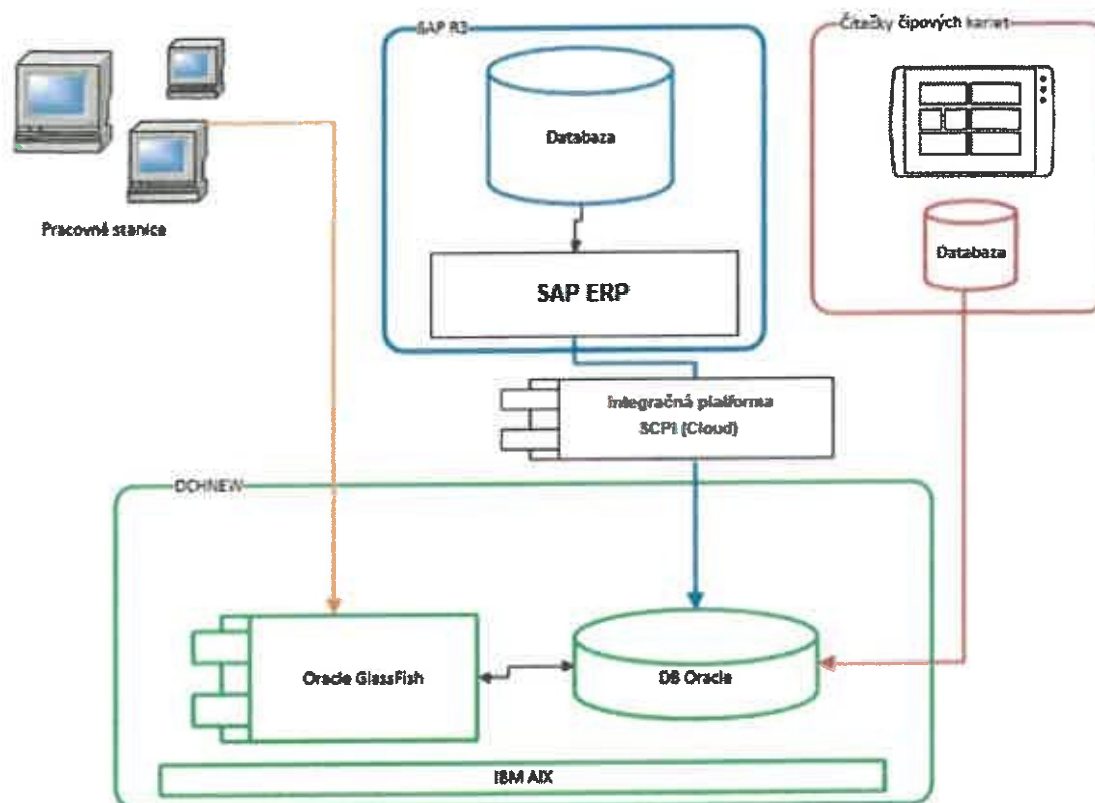 SAP R3
Čítačky čipových kariet
Databaza
Pracovné stanice
Databaza
SAP ERP
Integračná platforma
SCPI (Cloud)
DCHNEW
Oracle GlassFish
DB Oracle
IBM AIX